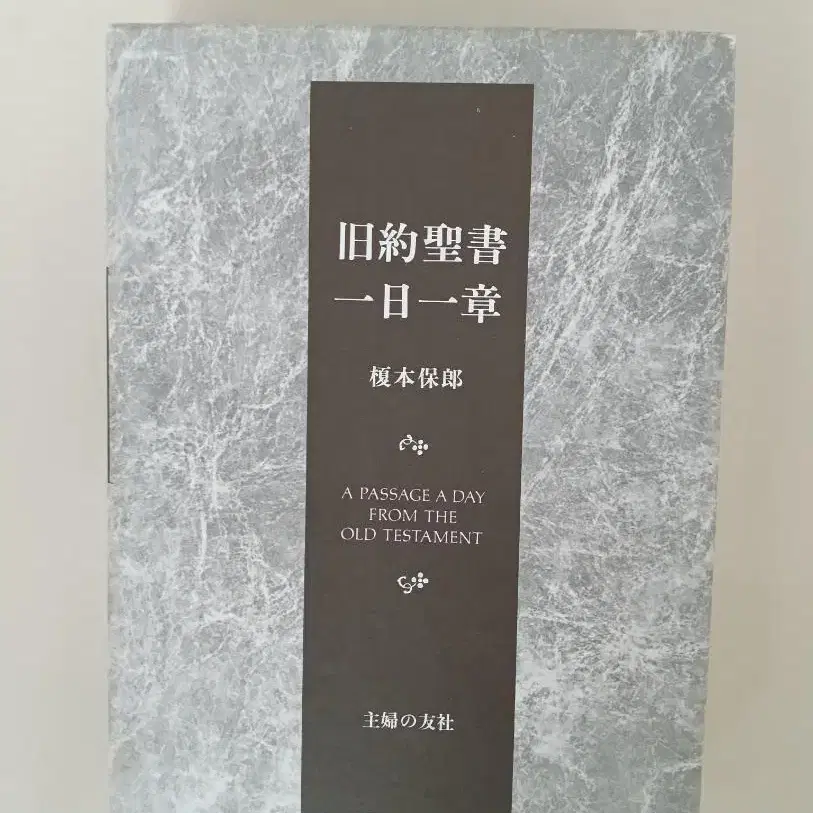 旧約聖書
一日一章
榎本保郎
A PASSAGE A DAY
FROM THE
OLD TESTAMENT
主婦の友社